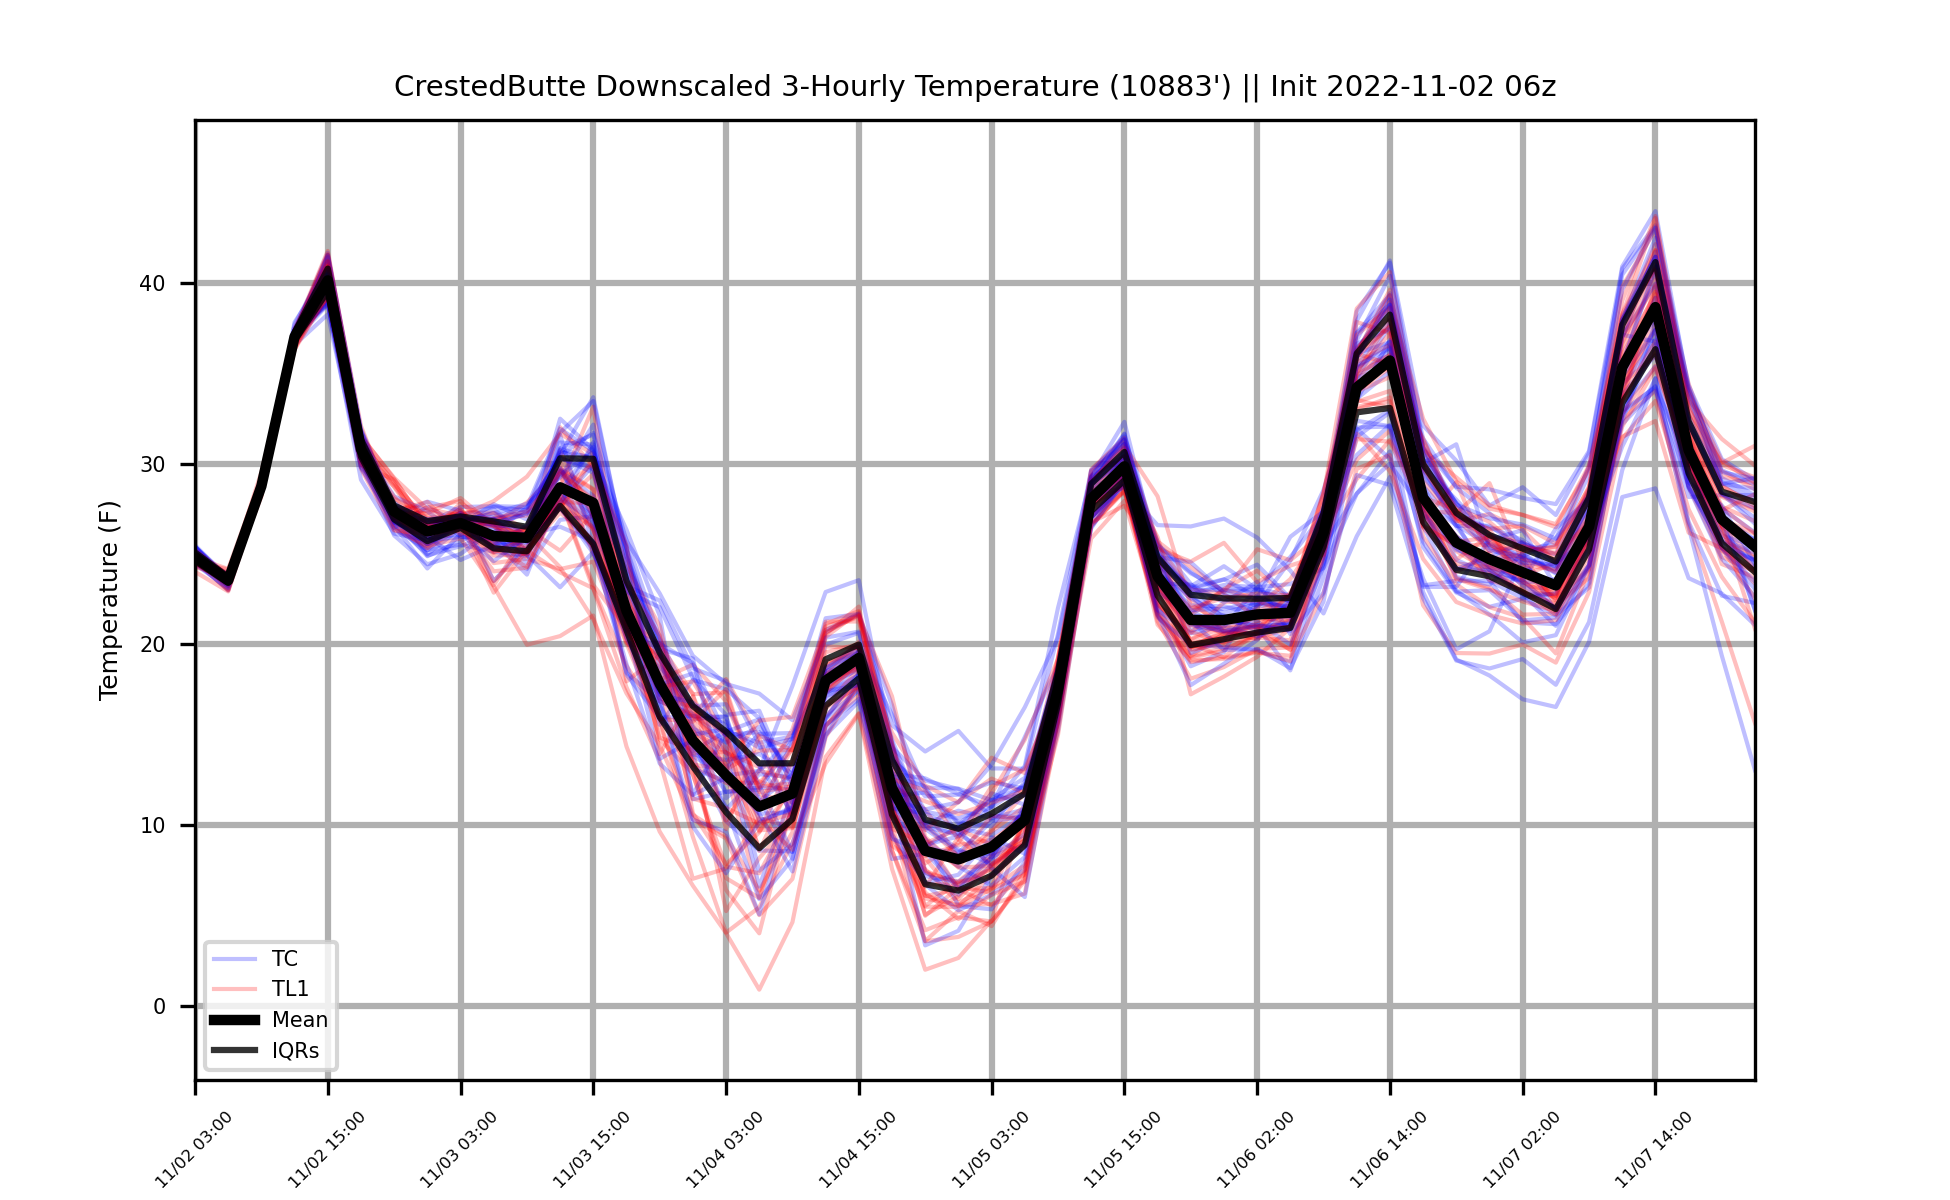 CrestedButte Downscaled 3-Hourly Temperature (10883') || Init 2022-11-02 06z
Temperature (F)
40
30
20
10
0
TC
TL1
Mean
IQRs
11/02 03:00
11/02 15:00
11/03 03:00
11/03 15:00
11/04 03:00
11/04 15:00
11/05 03:00
11/05 15:00
11/06 02:00
11/06 14:00
11/07 02:00
11/07 14:00